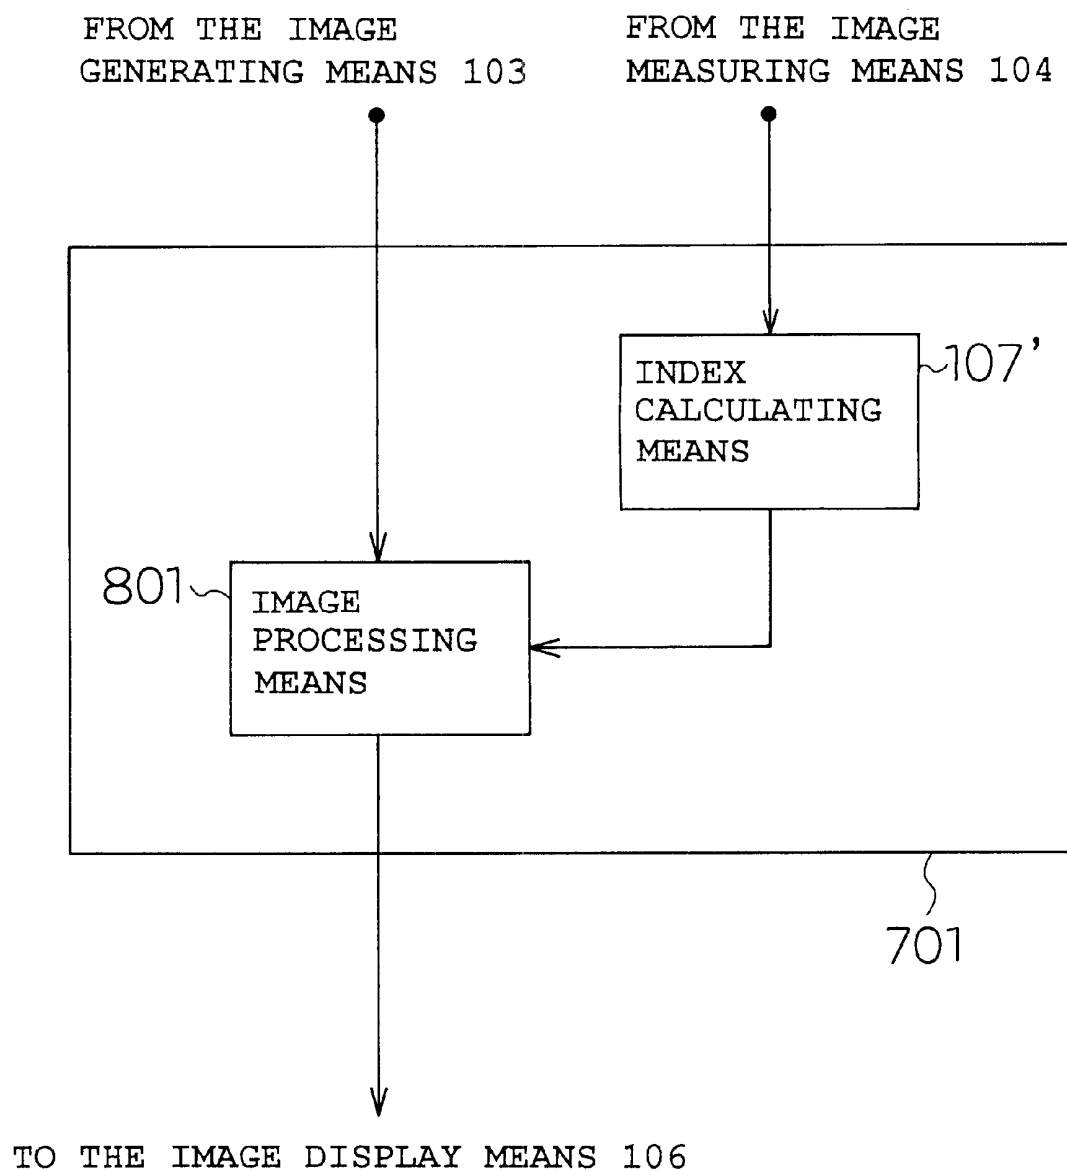 FROM THE IMAGE
GENERATING MEANS 103
FROM THE IMAGE
MEASURING MEANS 104
INDEX
CALCULATING
MEANS
107'
801
IMAGE
PROCESSING
MEANS
701
TO THE IMAGE DISPLAY MEANS 106